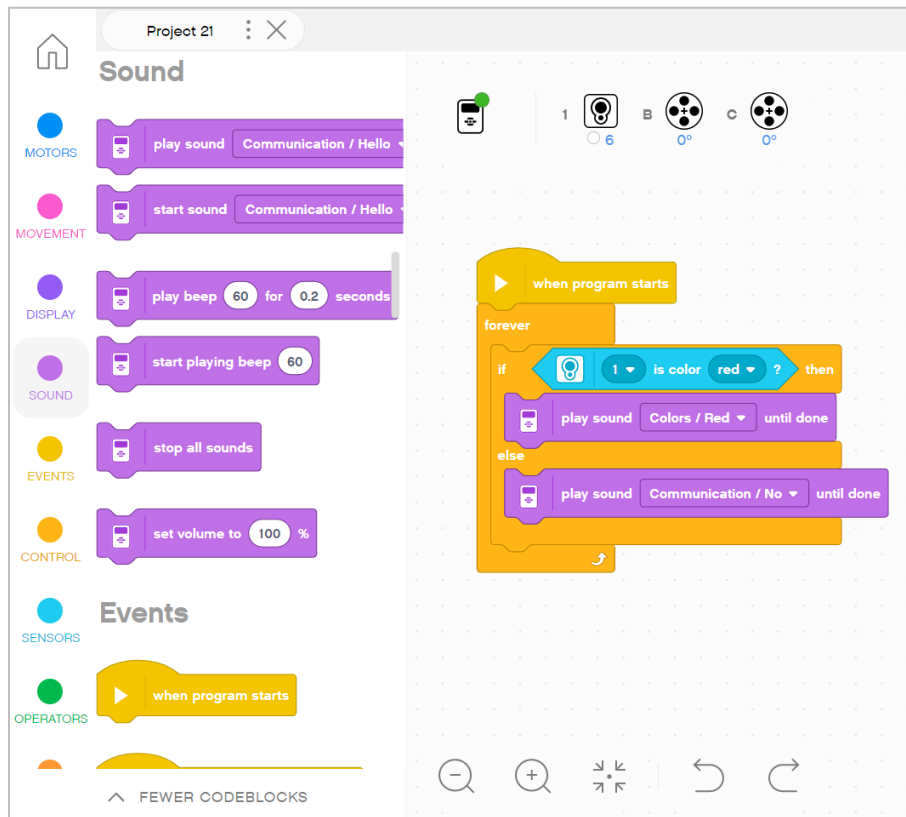 Project 21
Sound
MOTORS
MOVEMENT
DISPLAY
SOUND
EVENTS
CONTROL
SENSORS
OPERATORS
play sound Communication / Hello
start sound Communication / Hello
play beep 60 for 0.2 seconds
start playing beep 60
stop all sounds
set volume to 100 %
Events
when program starts
FEWER CODEBLOCKS
1 B C
6 0° 0°
when program starts
forever
if 1 is color red ? then
play sound Colors / Red until done
else
play sound Communication / No until done